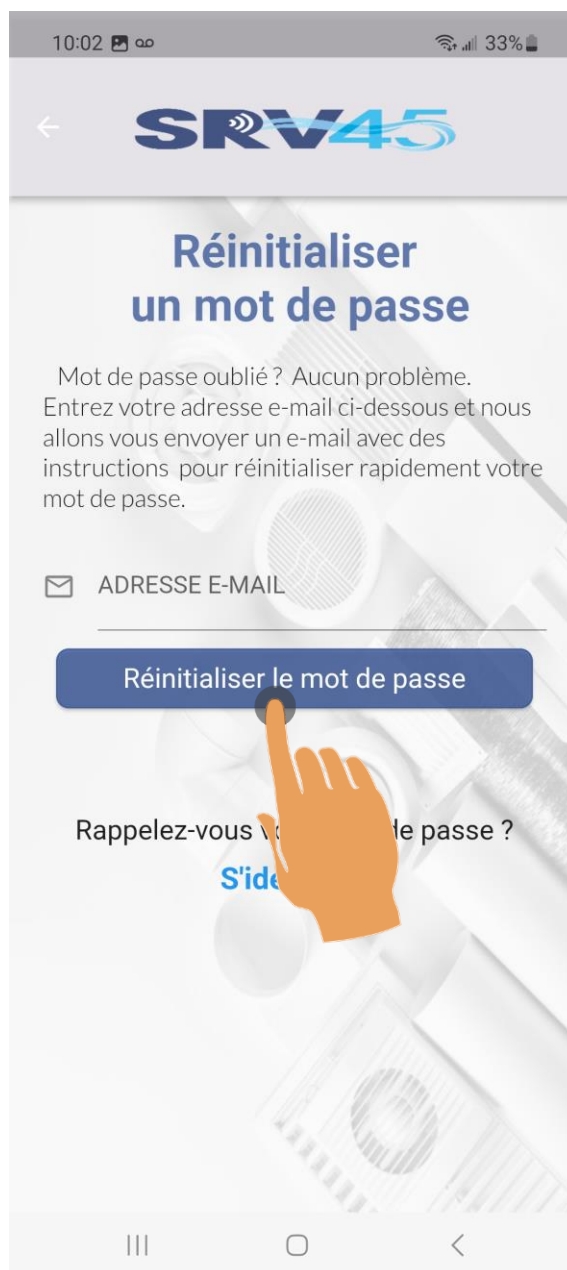 10:02 33%
SRV45
Réinitialiser
un mot de passe
Mot de passe oublié ? Aucun problème.
Entrez votre adresse e-mail ci-dessous et nous
allons vous envoyer un e-mail avec des
instructions pour réinitialiser rapidement votre
mot de passe.
ADRESSE E-MAIL
Réinitialiser le mot de passe
Rappelez-vous de passe ?